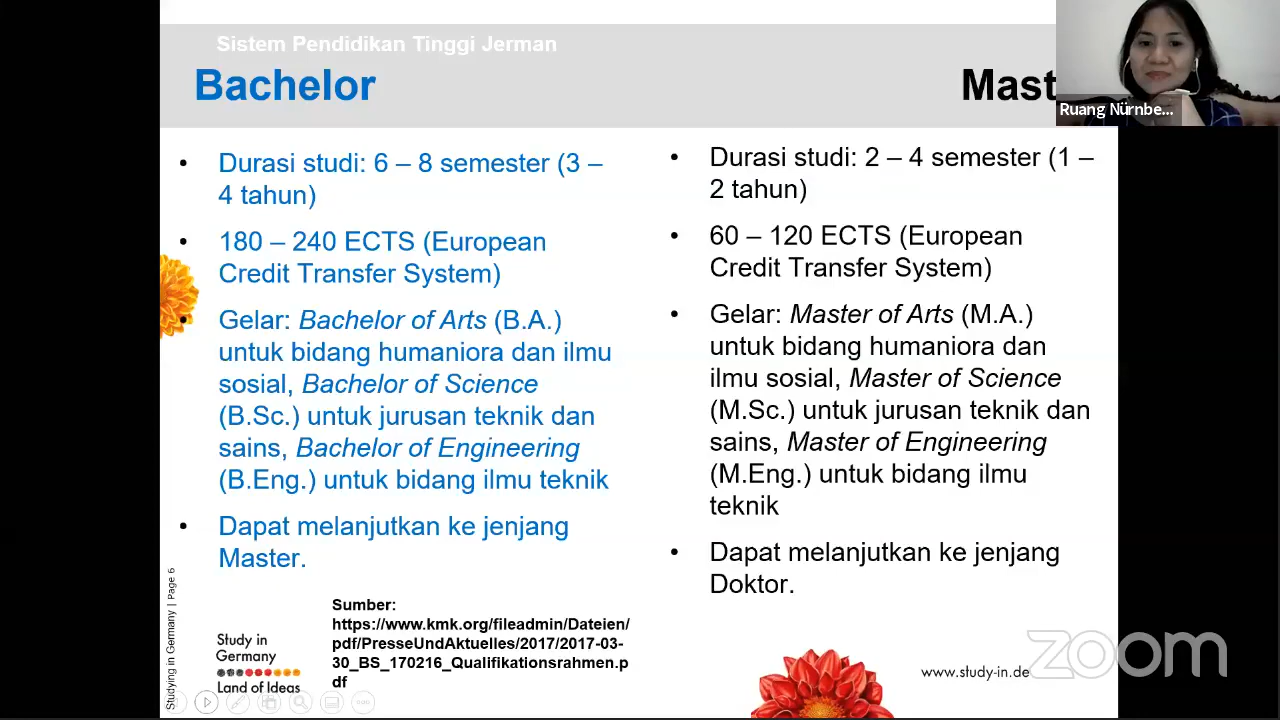 Sistem Pendidikan Tinggi Jerman
Bachelor
• Durasi studi: 6 – 8 semester (3 –
4 tahun)
• 180 – 240 ECTS (European
Credit Transfer System)
• Gelar: Bachelor of Arts (B.A.)
untuk bidang humaniora dan ilmu
sosial, Bachelor of Science
(B.Sc.) untuk jurusan teknik dan
sains, Bachelor of Engineering
(B.Eng.) untuk bidang ilmu teknik
• Dapat melanjutkan ke jenjang
Master.
Mast
• Durasi studi: 2 – 4 semester (1 –
2 tahun)
• 60 – 120 ECTS (European
Credit Transfer System)
• Gelar: Master of Arts (M.A.)
untuk bidang humaniora dan
ilmu sosial, Master of Science
(M.Sc.) untuk jurusan teknik dan
sains, Master of Engineering
(M.Eng.) untuk bidang ilmu
teknik
• Dapat melanjutkan ke jenjang
Doktor.
Ruang Nürnbe...
Sumber:
https://www.kmk.org/fileadmin/Dateien/
pdf/PresseUndAktuelles/2017/2017-03-
30_BS_170216_Qualifikationsrahmen.p
df
Studying in Germany | Page 6
Study in
Germany
Land of Ideas
www.study-in.de
zoom